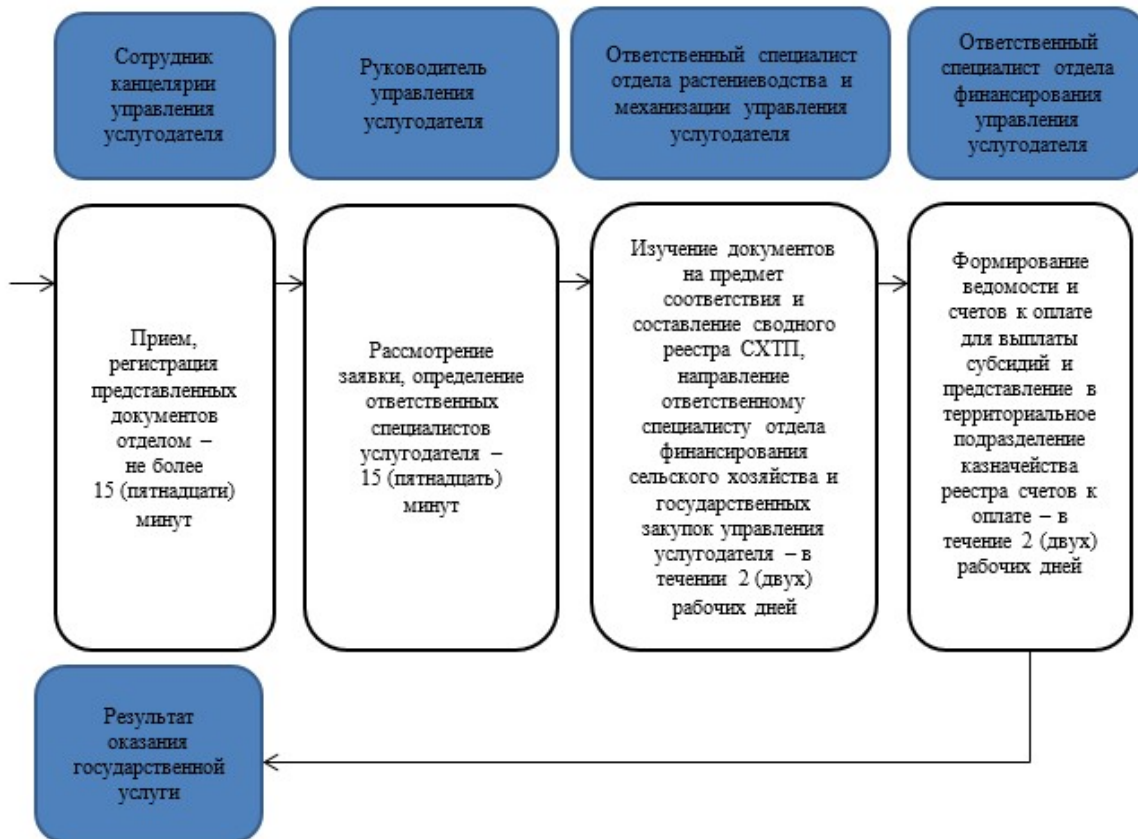 Сотрудник
канцелярии
управления
услугодателя
Руководитель
управления
услугодателя
Ответственный специалист
отдела растениеводства и
механизации управления
услугодателя
Ответственный
специалист отдела
финансирования
управления
услугодателя
Прием,
регистрация
представленных
документов
отделом –
не более
15 (пятнадцати)
минут
Рассмотрение
заявки, определение
ответственных
специалистов
услугодателя –
15 (пятнадцать)
минут
Изучение документов
на предмет
соответствия и
составление сводного
реестра СХТП,
направление
ответственному
специалисту отдела
финансирования
сельского хозяйства и
государственных
закупок управления
услугодателя – в
течении 2 (двух)
рабочих дней
Формирование
ведомости и
счетов к оплате
для выплаты
субсидий и
представление в
территориальное
подразделение
казначейства
реестра счетов к
оплате – в
течение 2 (двух)
рабочих дней
Результат
оказания
государственной
услуги